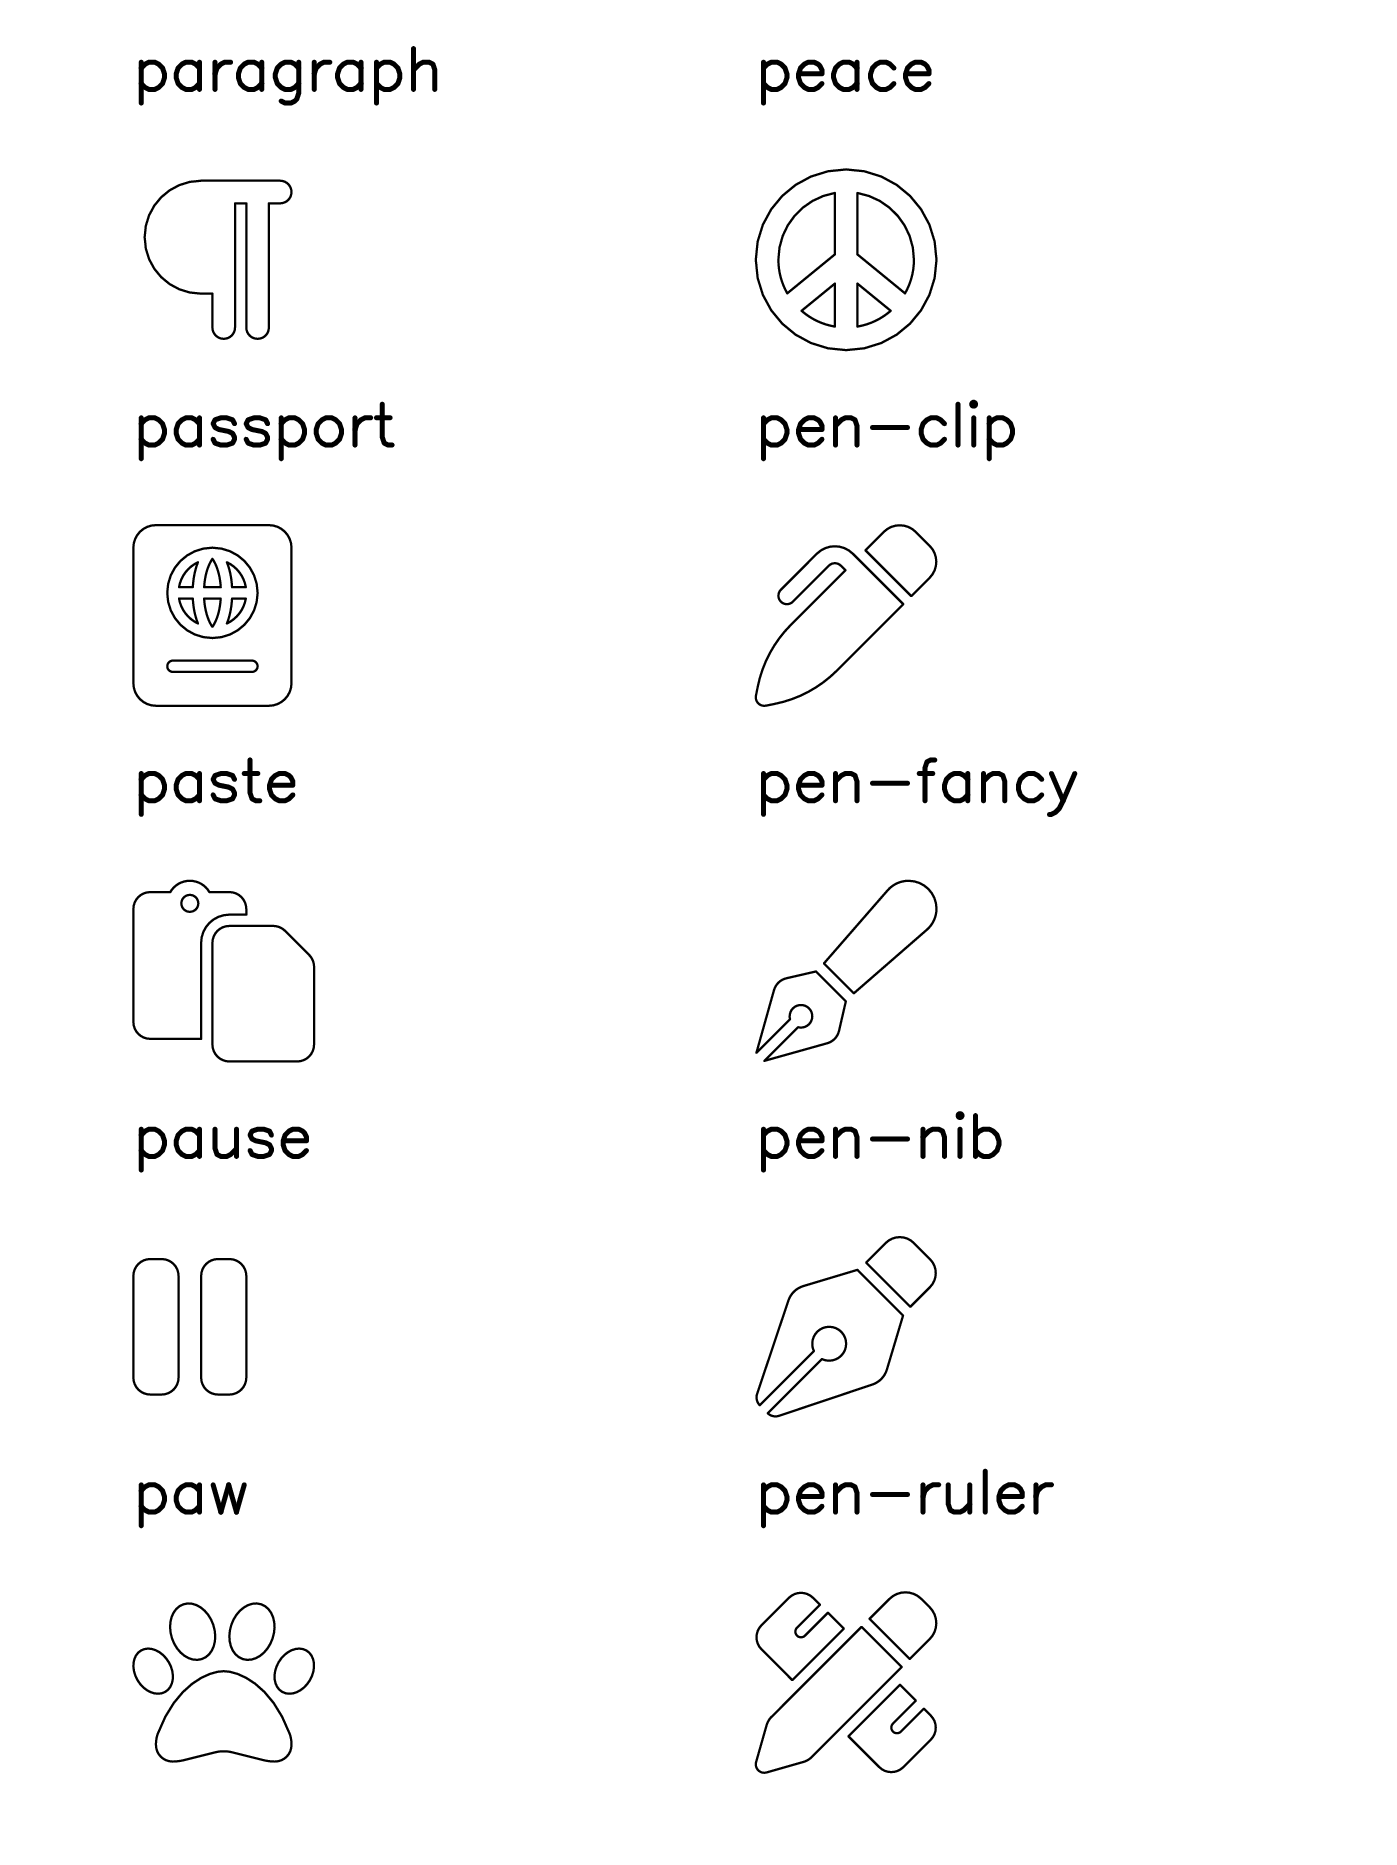 paragraph
passport
paste
pause
paw
peace
pen-clip
pen-fancy
pen-nib
pen-ruler